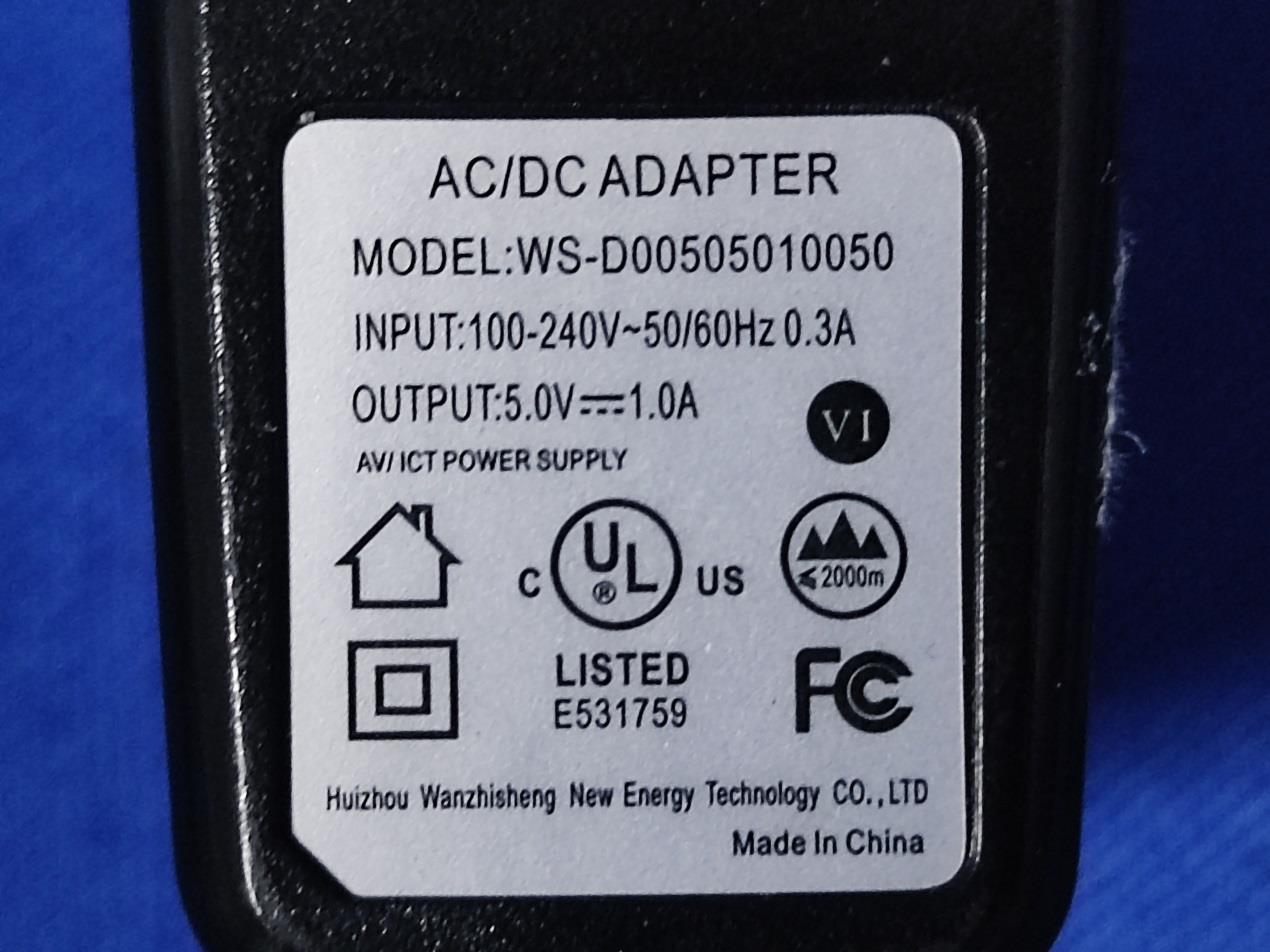 AC/DC ADAPTER
MODEL:WS-D00505010050
INPUT:100-240V~50/60Hz 0.3A
OUTPUT:5.0V⎓1.0A
VI
AV/ ICT POWER SUPPLY
C UL® US
≤2000m
LISTED
E531759
FC
Huizhou Wanzhisheng New Energy Technology CO.,LTD
Made In China